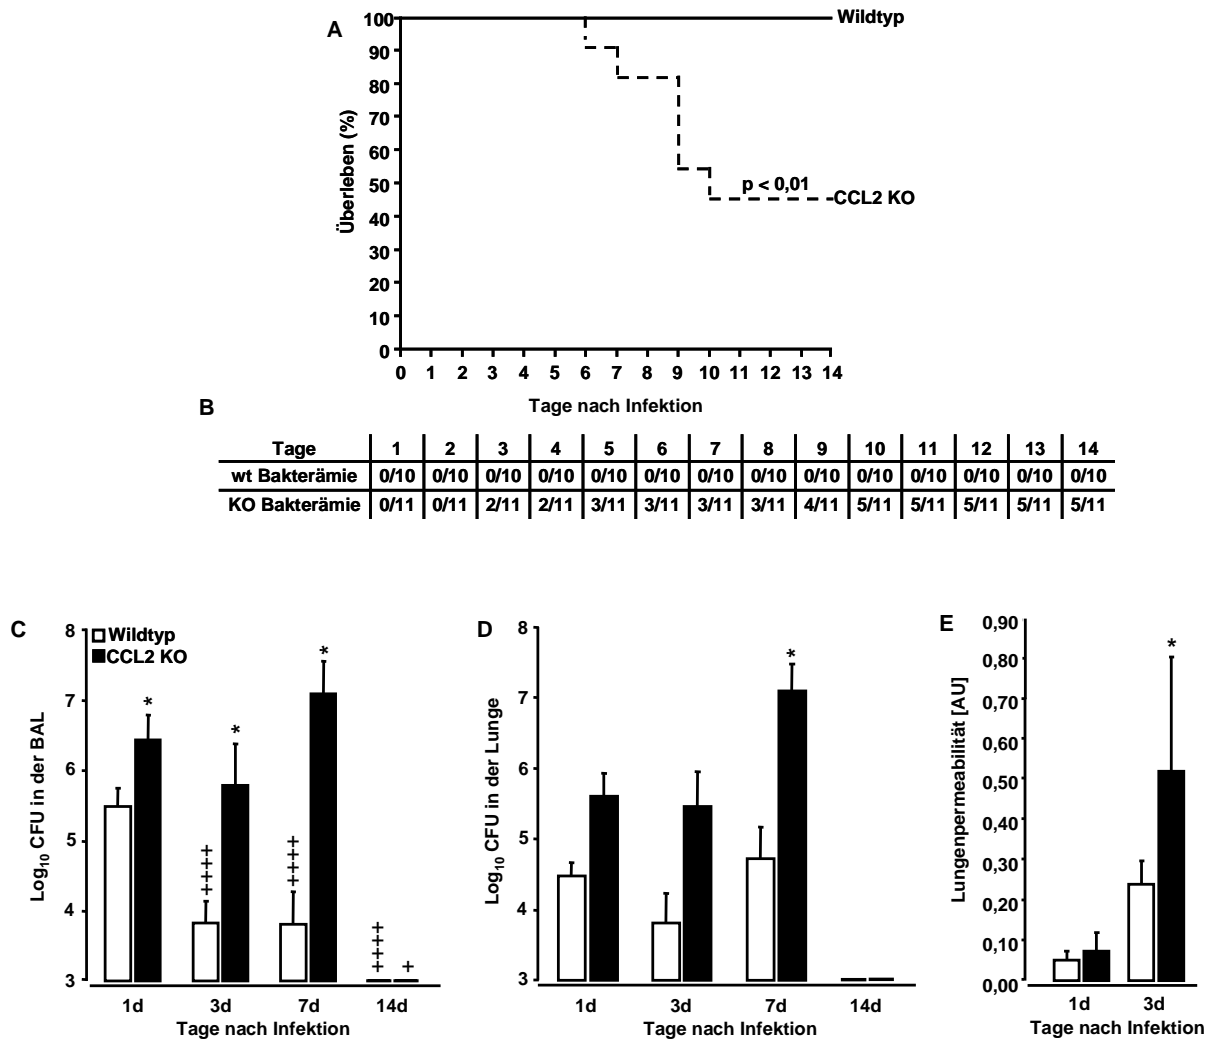 A
Wildtyp
100
90
80
70
60
50
40
30
20
10
0
Überleben (%)
p < 0,01
CCL2 KO
0 1 2 3 4 5 6 7 8 9 10 11 12 13 14
Tage nach Infektion
B
Tage 1 2 3 4 5 6 7 8 9 10 11 12 13 14
wt Bakterämie 0/10 0/10 0/10 0/10 0/10 0/10 0/10 0/10 0/10 0/10 0/10 0/10 0/10 0/10
KO Bakterämie 0/11 0/11 2/11 2/11 3/11 3/11 3/11 3/11 4/11 5/11 5/11 5/11 5/11 5/11
C
Wildtyp
CCL2 KO
8
7
6
5
4
3
Log10 CFU in der BAL
* * *
++++ ++++ ++++ +
1d 3d 7d 14d
Tage nach Infektion
D
8
7
6
5
4
3
Log10 CFU in der Lunge
*
1d 3d 7d 14d
Tage nach Infektion
E
0,90
0,80
0,70
0,60
0,50
0,40
0,30
0,20
0,10
0,00
Lungenpermeabilität [AU]
*
1d 3d
Tage nach Infektion